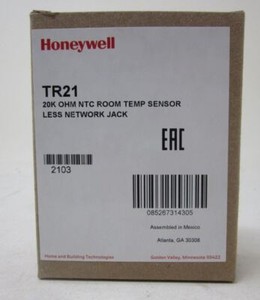 Honeywell
TR21
20K OHM NTC ROOM TEMP SENSOR
LESS NETWORK JACK
EAC
2103
085267314305
Assembled in Mexico
Atlanta, GA 30308
Home and Building Technologies
Golden Valley, Minnesota 55422